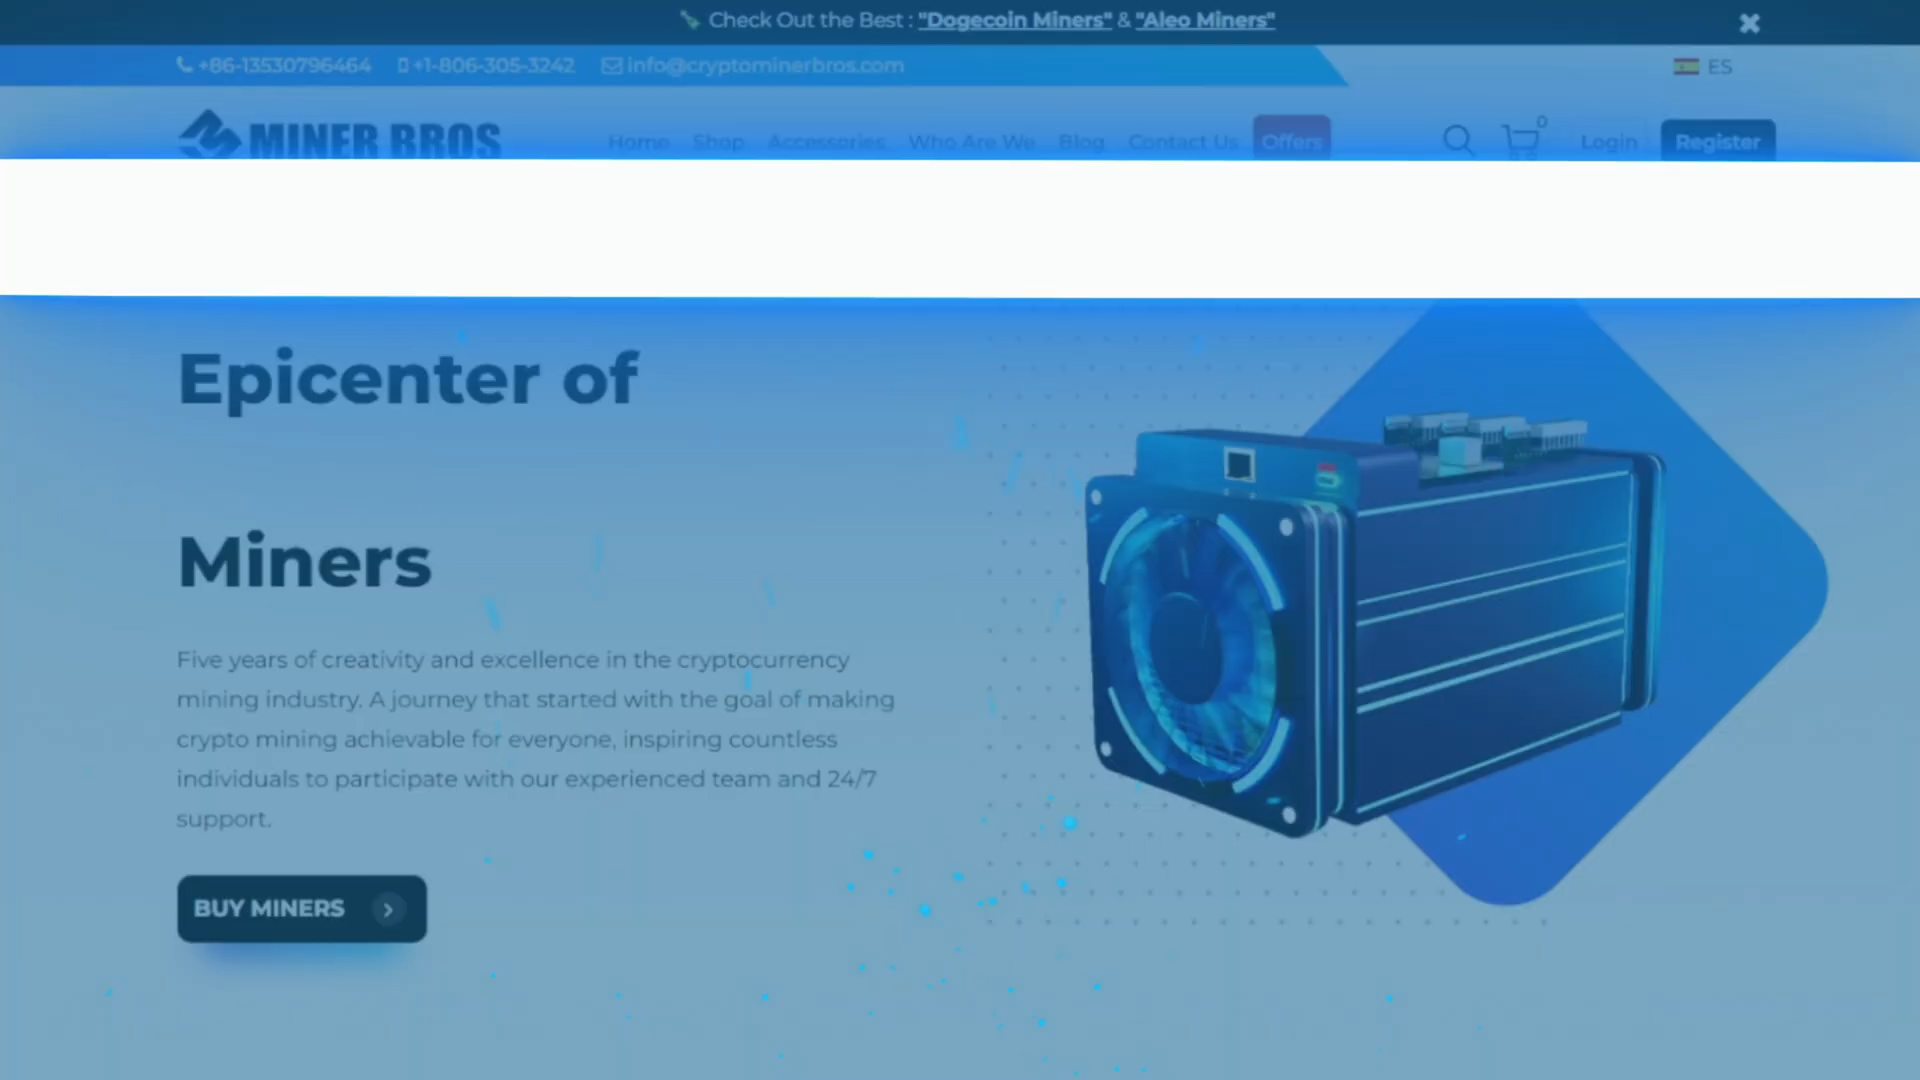 Check Out the Best : "Dogecoin Miners" & "Aleo Miners"
+86-13530796464 +1-806-305-3242 info@cryptominerbros.com ES
MINER BROS Home Shop Accessories Who Are We Blog Contact Us Offers 0 Login Register
Epicenter of
Miners
Five years of creativity and excellence in the cryptocurrency
mining industry. A journey that started with the goal of making
crypto mining achievable for everyone, inspiring countless
individuals to participate with our experienced team and 24/7
support.
BUY MINERS